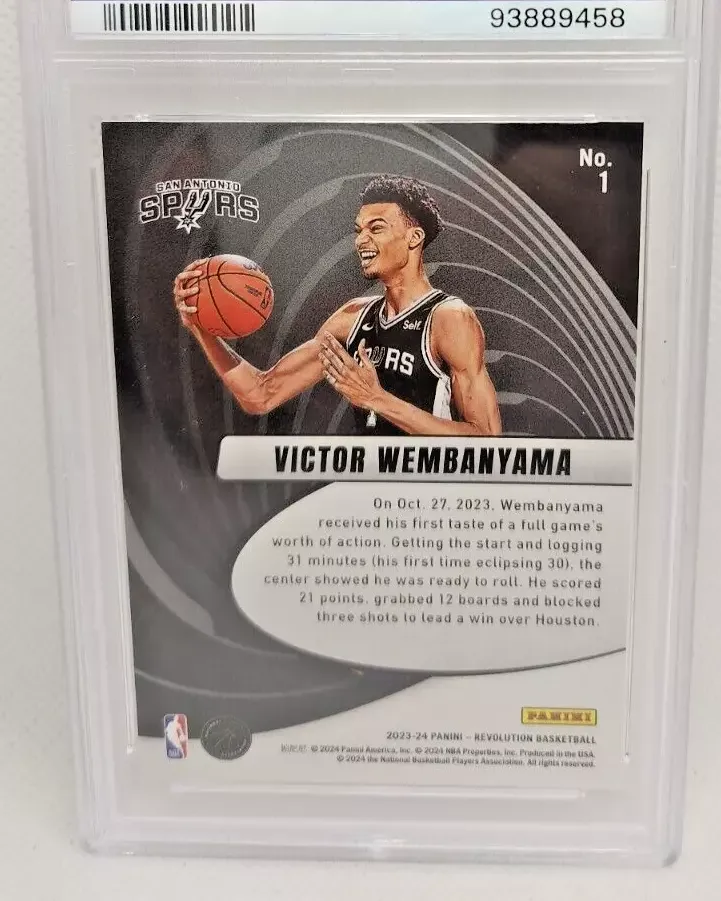 93889458
No.
1
SAN ANTONIO
SPURS
Self.
RS
VICTOR WEMBANYAMA
On Oct. 27, 2023, Wembanyama
received his first taste of a full game's
worth of action. Getting the start and logging
31 minutes (his first time eclipsing 30), the
center showed he was ready to roll. He scored
21 points, grabbed 12 boards and blocked
three shots to lead a win over Houston.
PANINI
2023-24 PANINI – REVOLUTION BASKETBALL
© 2024 Panini America, Inc. © 2024 NBA Properties, Inc. Produced in the USA.
© 2024 the National Basketball Players Association. All rights reserved.